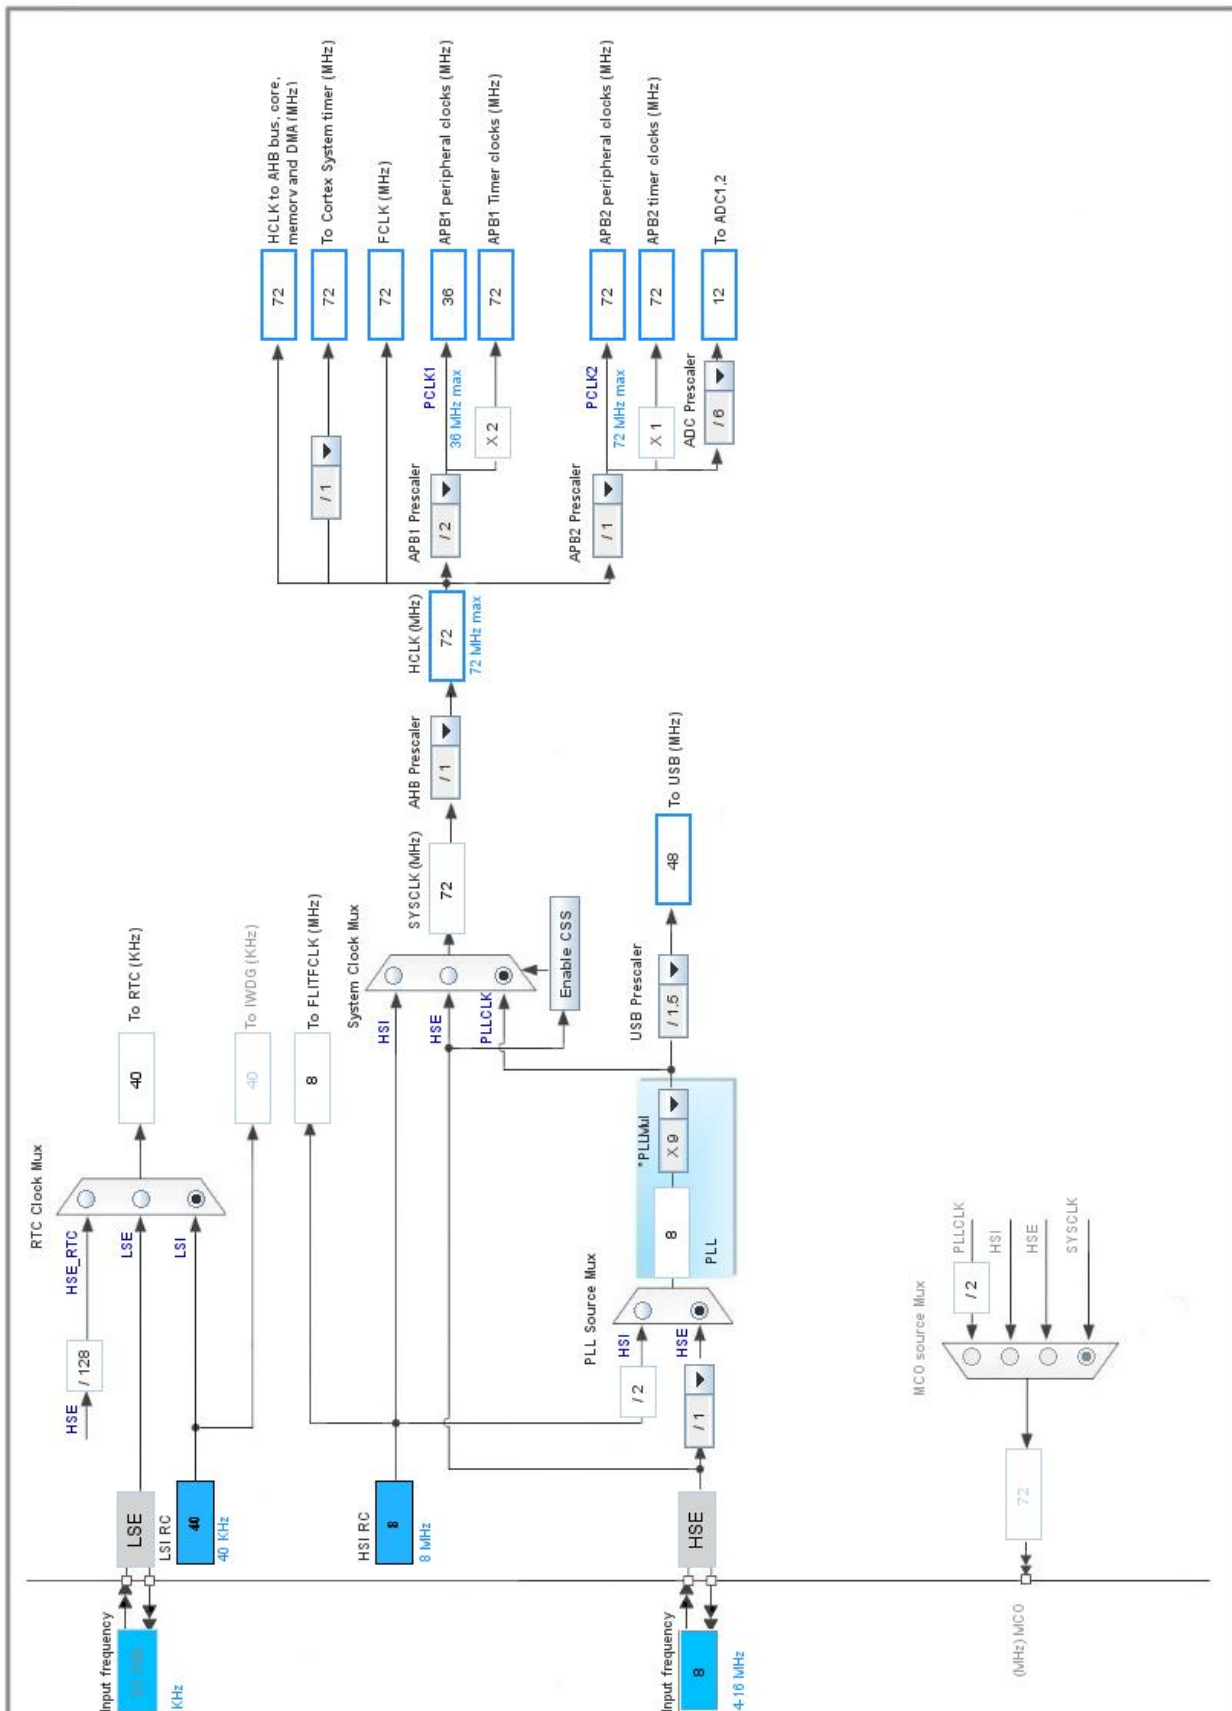 Input frequency
KHz
LSE
LSI RC
40
40 KHz
HSE
/ 128
HSE_RTC
LSE
LSI
RTC Clock Mux
40
To RTC (KHz)
40
To IWDG (KHz)
HSI RC
8
8 MHz
8
To FLITFCLK (MHz)
System Clock Mux
HSI
HSE
PLLCLK
Enable CSS
SYSCLK (MHz)
72
AHB Prescaler
/ 1
HCLK (MHz)
72
72 MHz max
/ 1
72
HCLK to AHB bus, core,
memory and DMA (MHz)
72
To Cortex System timer (MHz)
72
FCLK (MHz)
APB1 Prescaler
/ 2
PCLK1
36 MHz max
36
APB1 peripheral clocks (MHz)
X 2
72
APB1 Timer clocks (MHz)
APB2 Prescaler
/ 1
PCLK2
72 MHz max
72
APB2 peripheral clocks (MHz)
X 1
72
APB2 timer clocks (MHz)
ADC Prescaler
/ 6
12
To ADC1,2
Input frequency
8
4-16 MHz
HSE
/ 1
/ 2
PLL Source Mux
HSI
HSE
8
PLL
*PLLMul
X 9
USB Prescaler
/ 1.5
48
To USB (MHz)
(MHz) MCO
72
MCO source Mux
/ 2
PLLCLK
HSI
HSE
SYSCLK